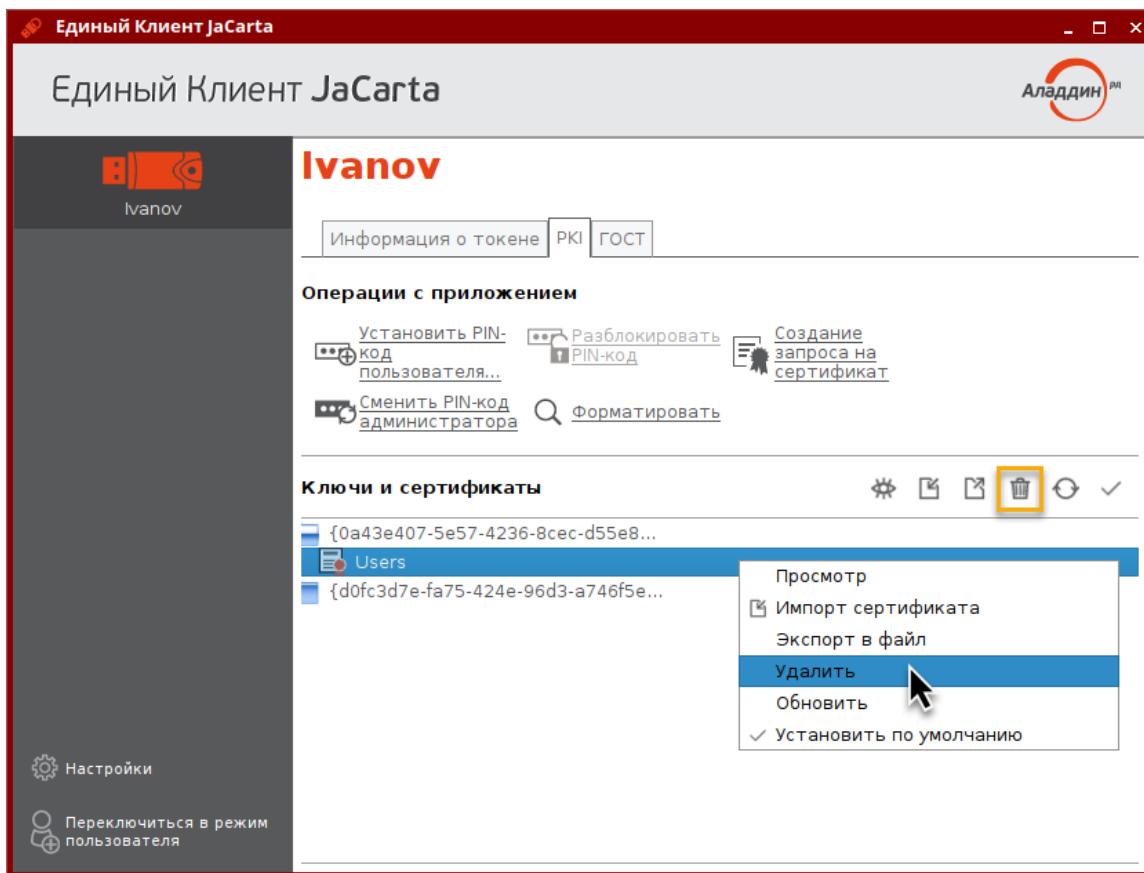 Единый Клиент JaCarta
Единый Клиент JaCarta
Аладдин РД
Ivanov
Ivanov
Информация о токене PKI ГОСТ
Операции с приложением
Установить PIN-
код
пользователя...
Разблокировать
PIN-код
Создание
запроса на
сертификат
Сменить PIN-код
администратора
Форматировать
Ключи и сертификаты
{0a43e407-5e57-4236-8cec-d55e8...
Users
{d0fc3d7e-fa75-424e-96d3-a746f5e...
Просмотр
Импорт сертификата
Экспорт в файл
Удалить
Обновить
Установить по умолчанию
Настройки
Переключиться в режим
пользователя